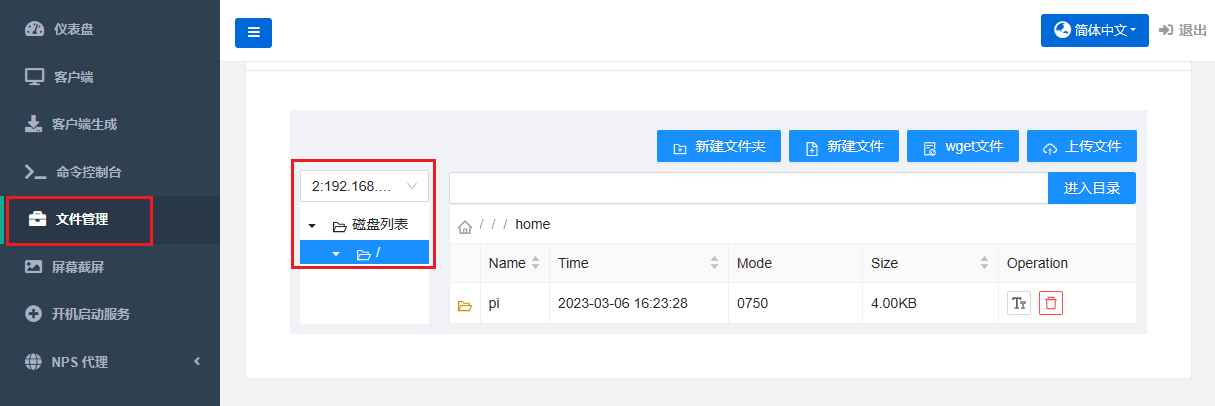 仪表盘
客户端
客户端生成
命令控制台
文件管理
屏幕截屏
开机启动服务
NPS 代理
简体中文
退出
新建文件夹 新建文件 wget文件 上传文件
2:192.168....
进入目录
磁盘列表
/
/ / / home
Name Time Mode Size Operation
pi 2023-03-06 16:23:28 0750 4.00KB